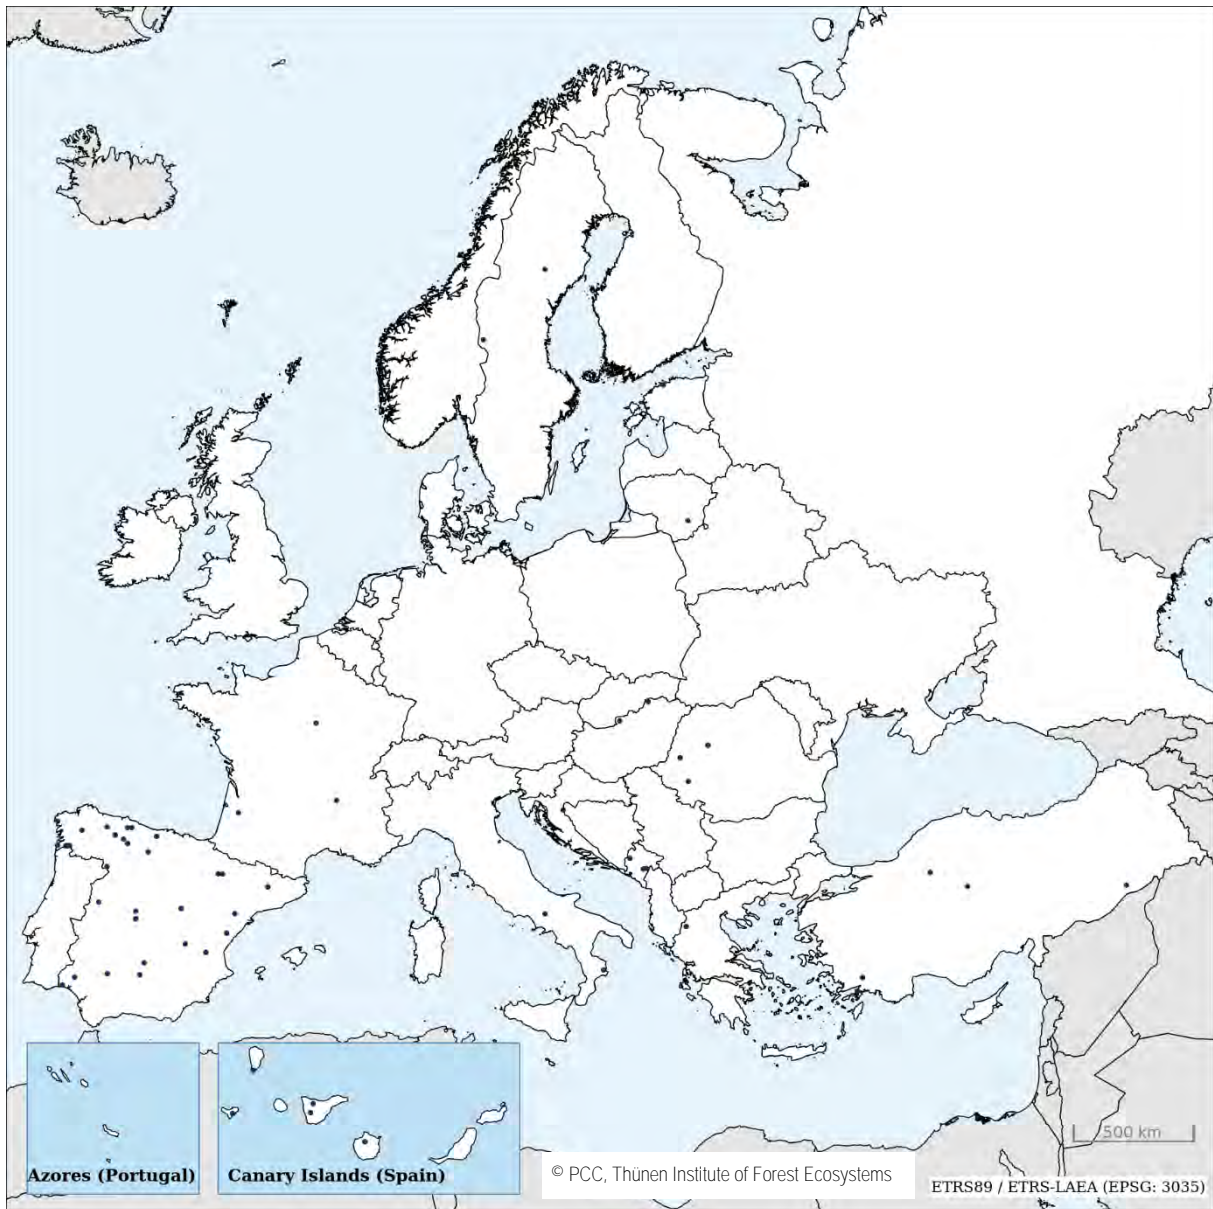 500 km
Azores (Portugal)
Canary Islands (Spain)
© PCC, Thünen Institute of Forest Ecosystems
ETRS89 / ETRS-LAEA (EPSG: 3035)